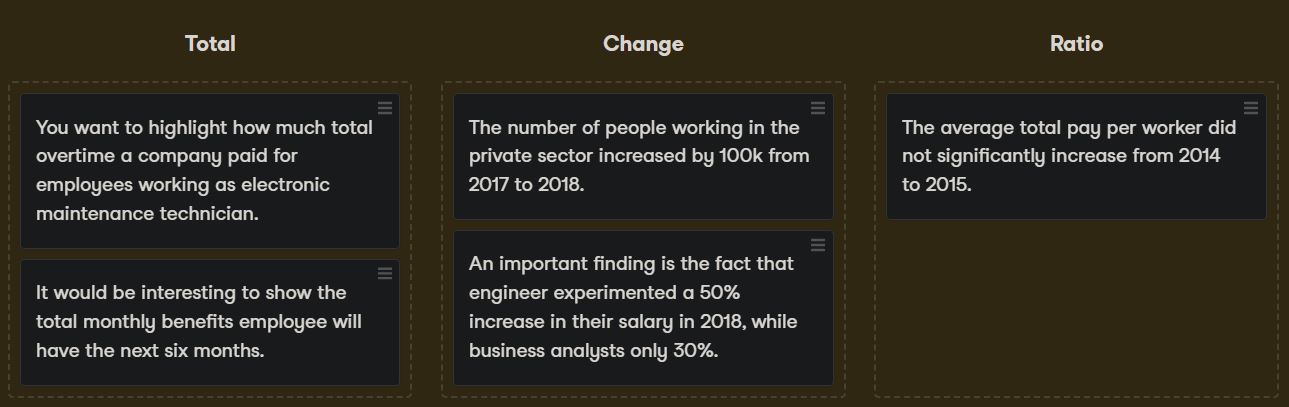 Total
You want to highlight how much total
overtime a company paid for
employees working as electronic
maintenance technician.
It would be interesting to show the
total monthly benefits employee will
have the next six months.
Change
The number of people working in the
private sector increased by 100k from
2017 to 2018.
An important finding is the fact that
engineer experimented a 50%
increase in their salary in 2018, while
business analysts only 30%.
Ratio
The average total pay per worker did
not significantly increase from 2014
to 2015.